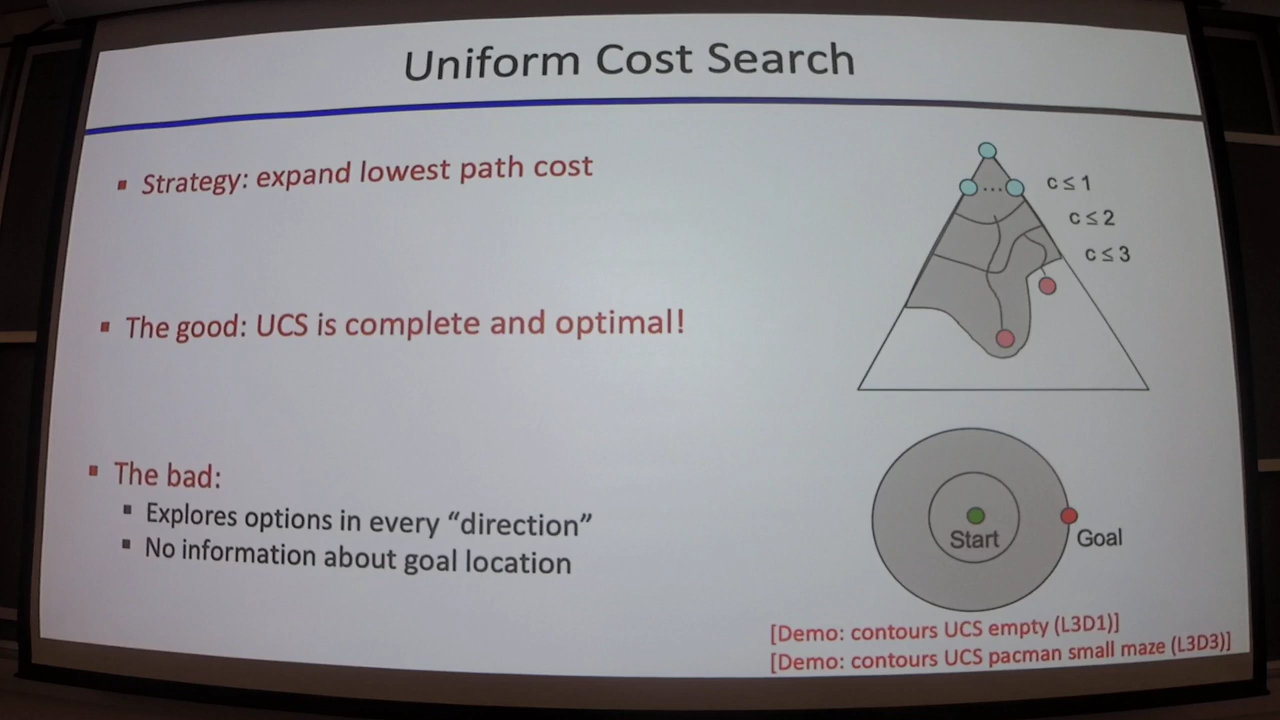 Uniform Cost Search
▪ Strategy: expand lowest path cost
▪ The good: UCS is complete and optimal!
▪ The bad:
▪ Explores options in every “direction”
▪ No information about goal location
...
c ≤ 1
c ≤ 2
c ≤ 3
Start
Goal
[Demo: contours UCS empty (L3D1)]
[Demo: contours UCS pacman small maze (L3D3)]